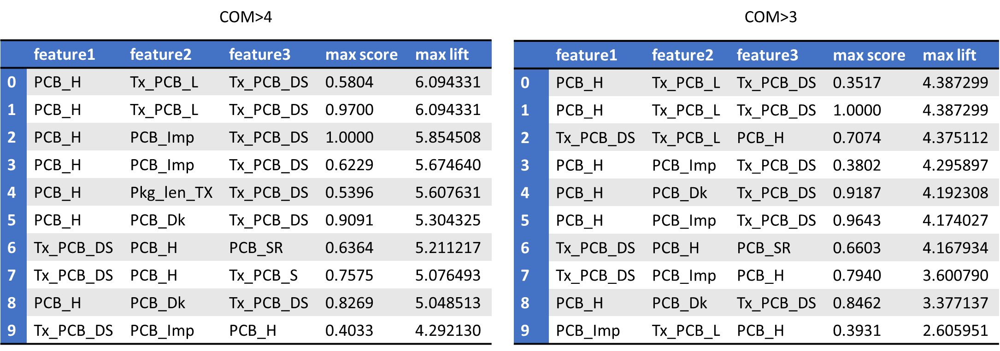 COM>4
feature1 feature2 feature3 max score max lift
0 PCB_H Tx_PCB_L Tx_PCB_DS 0.5804 6.094331
1 PCB_H Tx_PCB_L Tx_PCB_DS 0.9700 6.094331
2 PCB_H PCB_Imp Tx_PCB_DS 1.0000 5.854508
3 PCB_H PCB_Imp Tx_PCB_DS 0.6229 5.674640
4 PCB_H Pkg_len_TX Tx_PCB_DS 0.5396 5.607631
5 PCB_H PCB_Dk Tx_PCB_DS 0.9091 5.304325
6 Tx_PCB_DS PCB_H PCB_SR 0.6364 5.211217
7 Tx_PCB_DS PCB_H Tx_PCB_S 0.7575 5.076493
8 PCB_H PCB_Dk Tx_PCB_DS 0.8269 5.048513
9 Tx_PCB_DS PCB_Imp PCB_H 0.4033 4.292130
COM>3
feature1 feature2 feature3 max score max lift
0 PCB_H Tx_PCB_L Tx_PCB_DS 0.3517 4.387299
1 PCB_H Tx_PCB_L Tx_PCB_DS 1.0000 4.387299
2 Tx_PCB_DS Tx_PCB_L PCB_H 0.7074 4.375112
3 PCB_H PCB_Imp Tx_PCB_DS 0.3802 4.295897
4 PCB_H PCB_Dk Tx_PCB_DS 0.9187 4.192308
5 PCB_H PCB_Imp Tx_PCB_DS 0.9643 4.174027
6 Tx_PCB_DS PCB_H PCB_SR 0.6603 4.167934
7 Tx_PCB_DS PCB_Imp PCB_H 0.7940 3.600790
8 PCB_H PCB_Dk Tx_PCB_DS 0.8462 3.377137
9 PCB_Imp Tx_PCB_L PCB_H 0.3931 2.605951